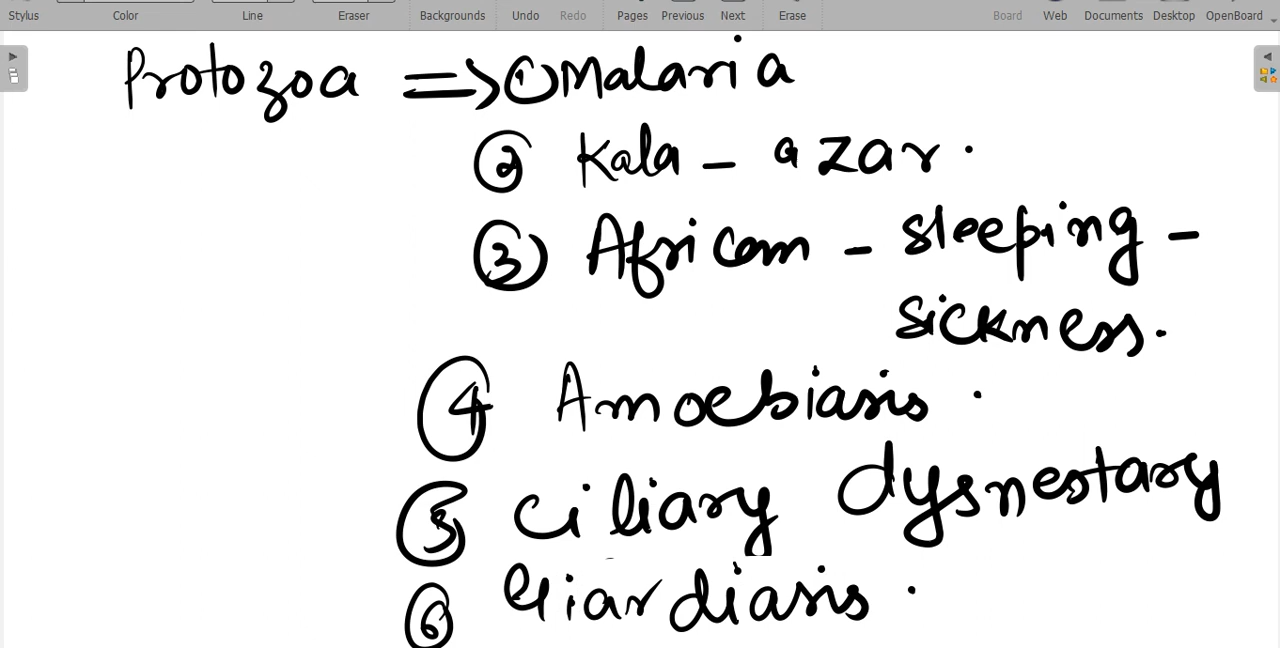 Stylus Color Line Eraser Backgrounds Undo Redo Pages Previous Next Erase Board Web Documents Desktop OpenBoard
Protozoa => ① Malaria
② Kala - azar.
③ African - sleeping -
sickness.
④ Amoebiasis.
⑤ ciliary dysnestary
⑥ Giardiasis.